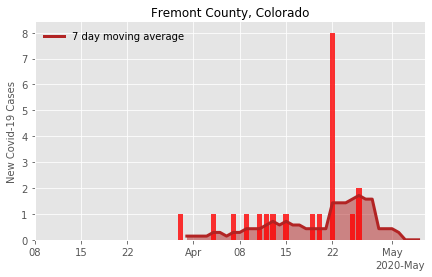 Fremont County, Colorado
7 day moving average
New Covid-19 Cases
8
7
6
5
4
3
2
1
0
08 15 22 Apr 08 15 22 May
2020-May